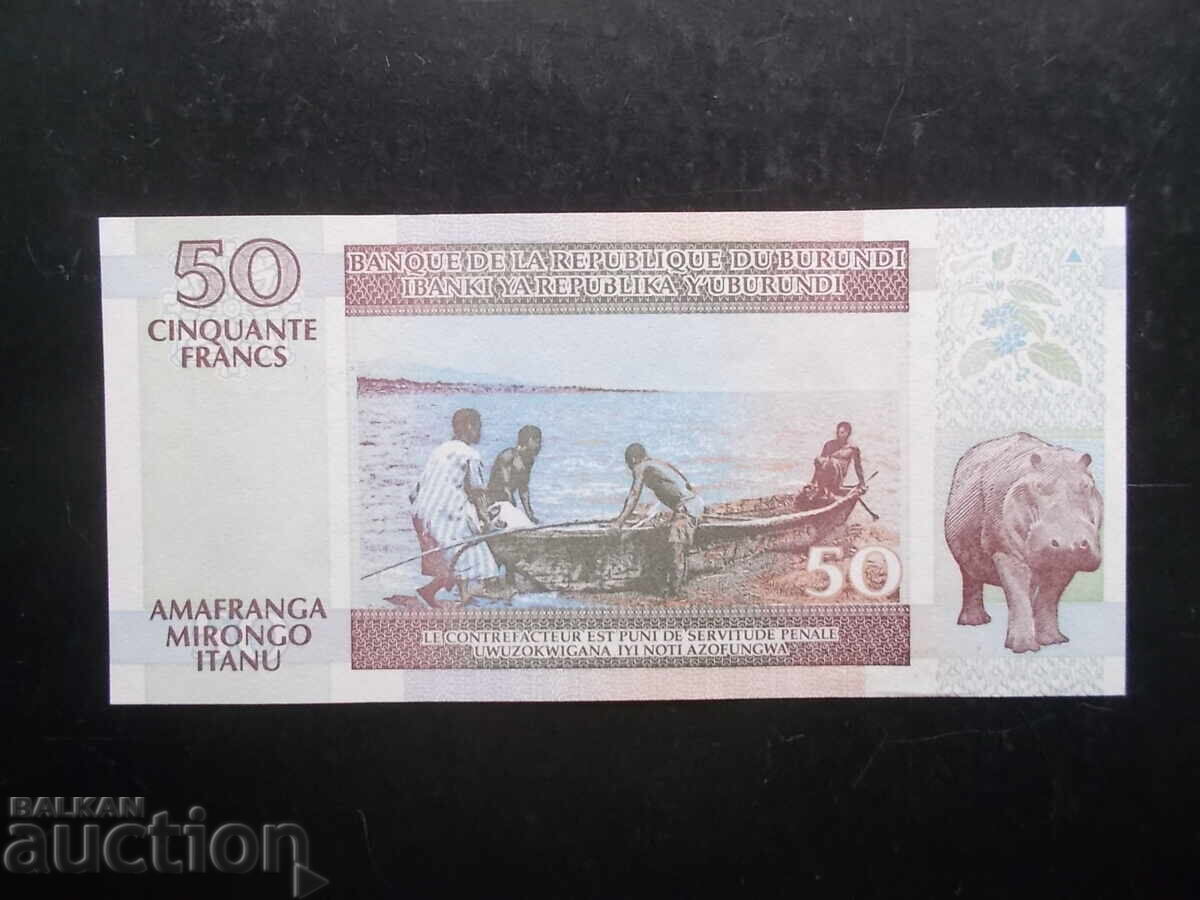 50
CINQUANTE
FRANCS
BANQUE DE LA REPUBLIQUE DU BURUNDI
IBANKI YA REPUBLIKA Y'UBURUNDI
50
AMAFRANGA
MIRONGO
ITANU
LE CONTREFACTEUR EST PUNI DE SERVITUDE PENALE
UWUZOKWIGANA IYI NOTI AZOFUNGWA
BALKAN
auction